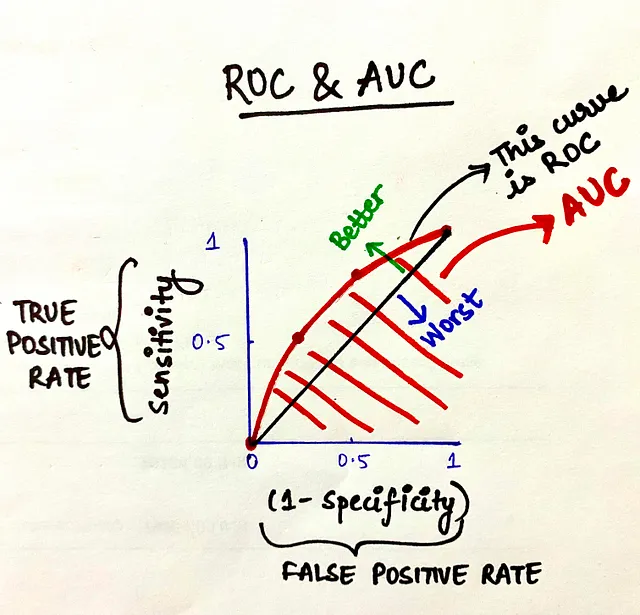 ROC & AUC
This curve
is ROC
AUC
Better
Worst
1
0.5
0
0.5
1
TRUE
POSITIVE
RATE
Sensitivity
(1- Specificity)
FALSE POSITIVE RATE